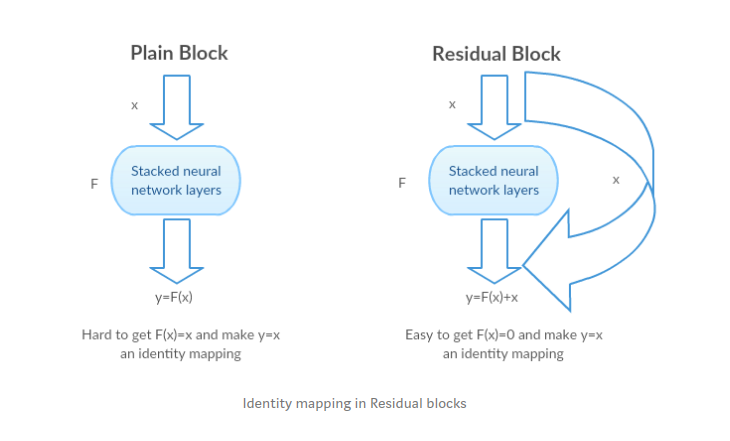 Plain Block
x
F
Stacked neural
network layers
y=F(x)
Hard to get F(x)=x and make y=x
an identity mapping
Residual Block
x
F
Stacked neural
network layers
x
y=F(x)+x
Easy to get F(x)=0 and make y=x
an identity mapping
Identity mapping in Residual blocks